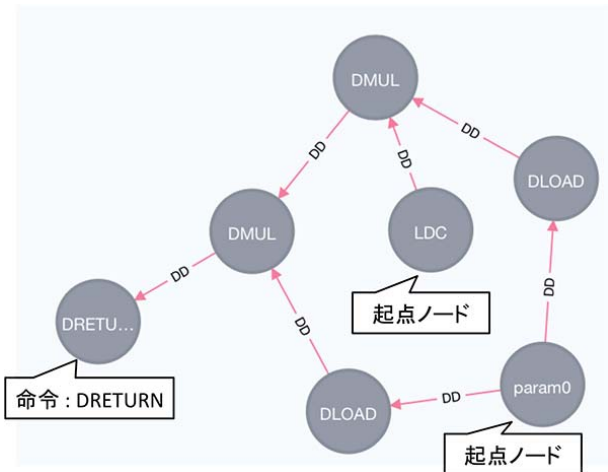 DMUL
DD
DD
DD
DLOAD
DMUL
LDC
DD
起点ノード
DD
DD
DRETU...
命令 : DRETURN
DLOAD
DD
param0
起点ノード